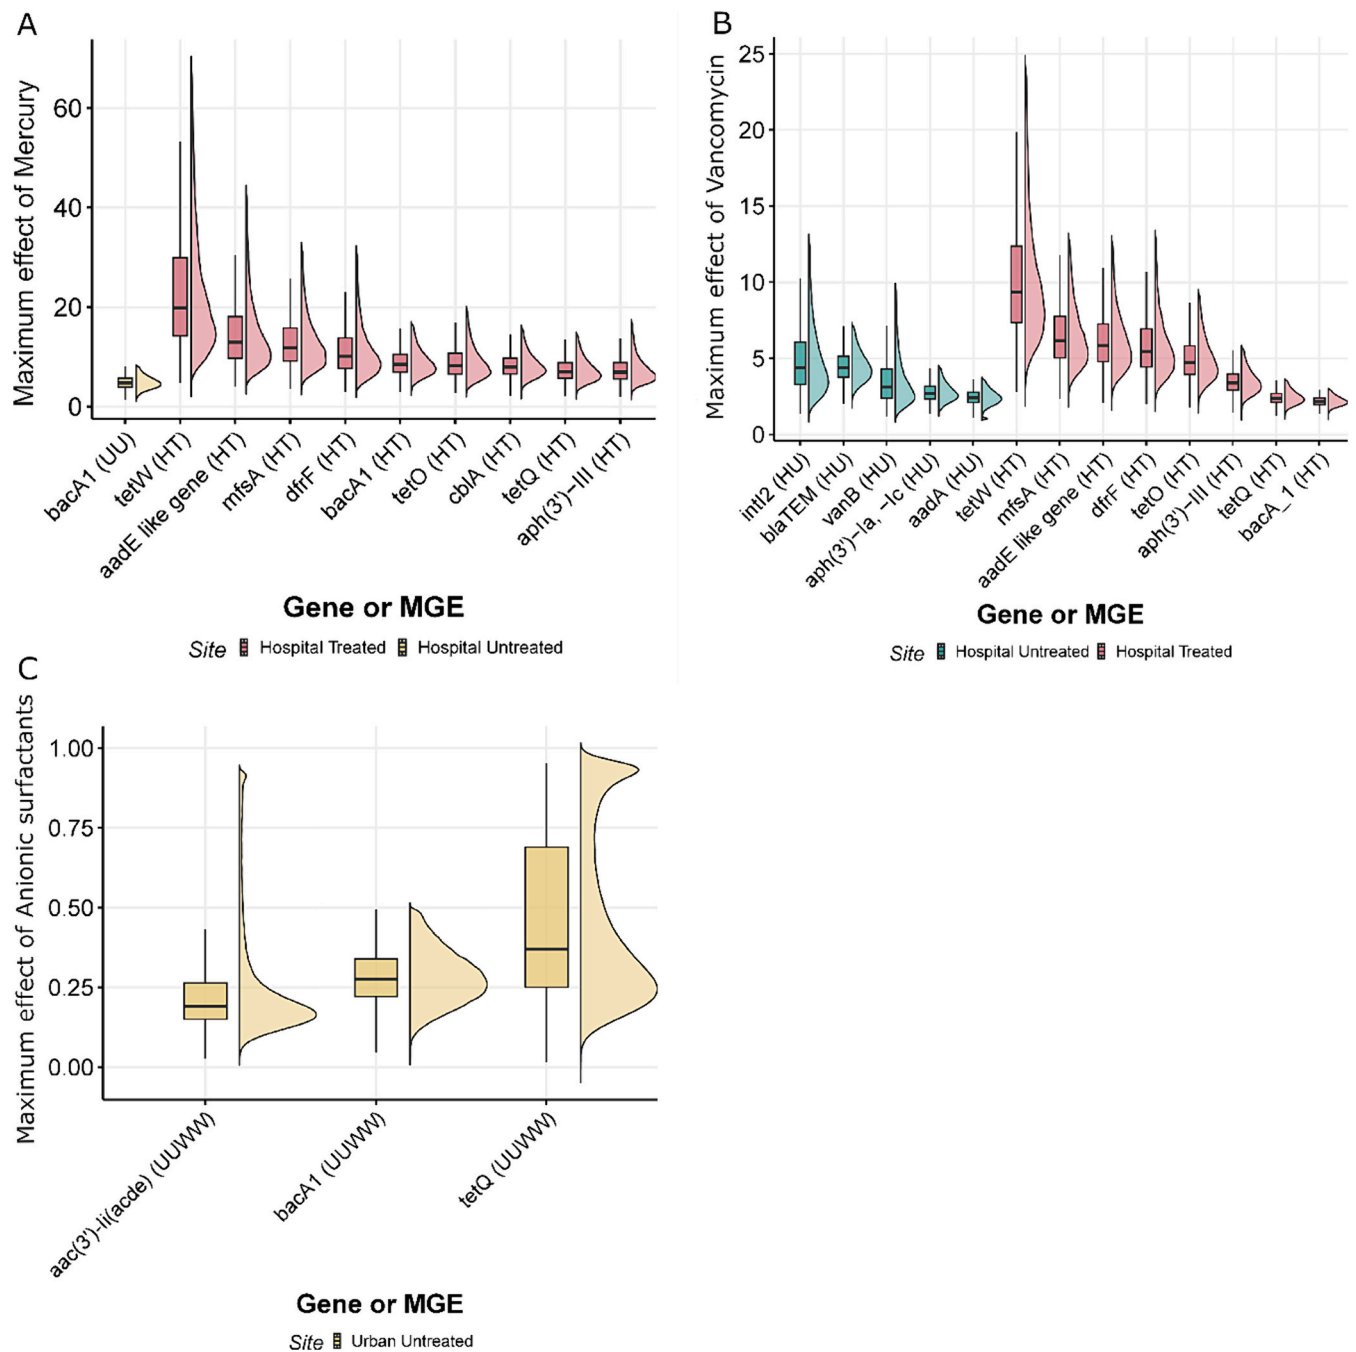 A
Maximum effect of Mercury
60
40
20
0
bacA1 (UU)
tetW (HT)
aadE like gene (HT)
mfsA (HT)
dfrF (HT)
bacA1 (HT)
tetO (HT)
cblA (HT)
tetQ (HT)
aph(3')−III (HT)
Gene or MGE
Site Hospital Treated Hospital Untreated
B
Maximum effect of Vancomycin
25
20
15
10
5
0
intI2 (HU)
blaTEM (HU)
vanB (HU)
aph(3')−Ia, −Ic (HU)
aadA (HU)
tetW (HT)
mfsA (HT)
aadE like gene (HT)
dfrF (HT)
tetO (HT)
aph(3')−III (HT)
tetQ (HT)
bacA_1 (HT)
Gene or MGE
Site Hospital Untreated Hospital Treated
C
Maximum effect of Anionic surfactants
1.00
0.75
0.50
0.25
0.00
aac(3')-Ii(acde) (UUWW)
bacA1 (UUWW)
tetQ (UUWW)
Gene or MGE
Site Urban Untreated